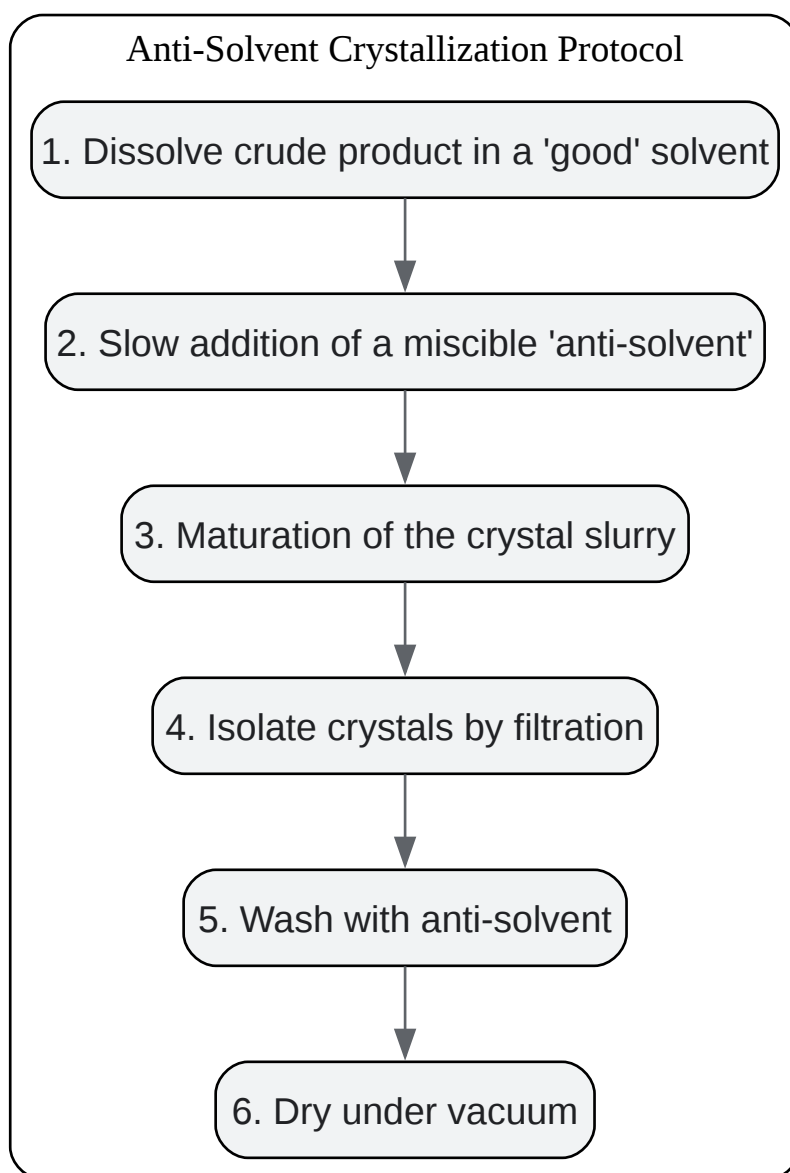 Anti-Solvent Crystallization Protocol
1. Dissolve crude product in a 'good' solvent
2. Slow addition of a miscible 'anti-solvent'
3. Maturation of the crystal slurry
4. Isolate crystals by filtration
5. Wash with anti-solvent
6. Dry under vacuum